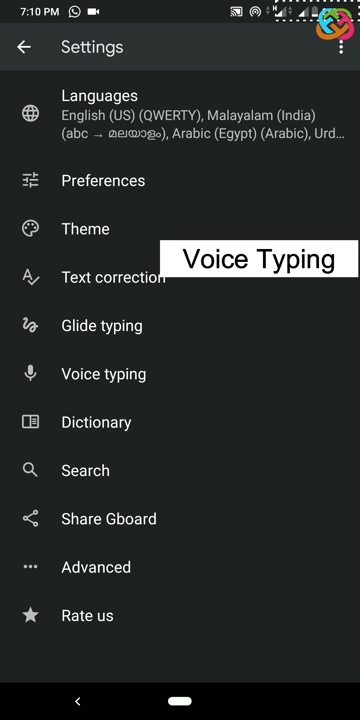 7:10 PM
Settings
Languages
English (US) (QWERTY), Malayalam (India)
(abc → മലയാളം), Arabic (Egypt) (Arabic), Urd...
Preferences
Theme
Voice Typing
Text correction
Glide typing
Voice typing
Dictionary
Search
Share Gboard
Advanced
Rate us